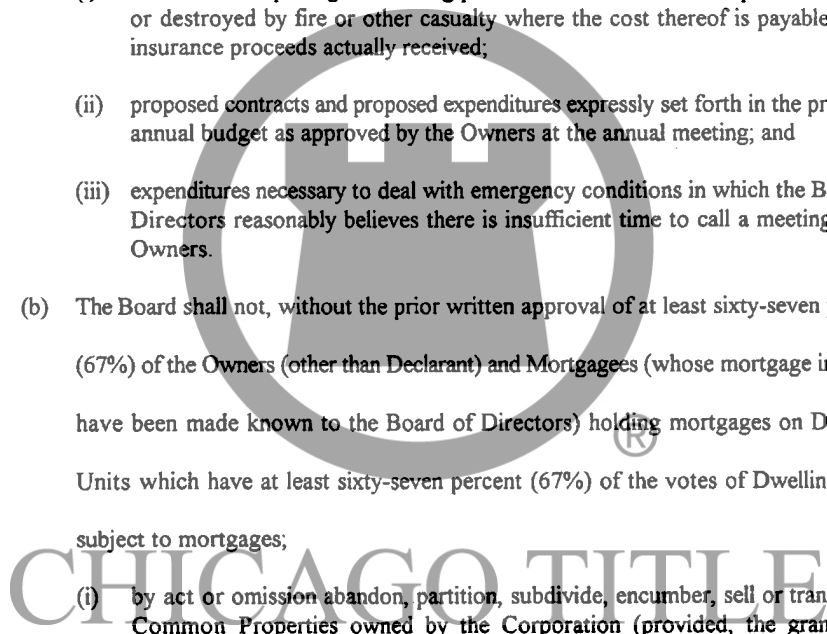 or destroyed by fire or other casualty where the cost thereof is payable
insurance proceeds actually received;
(ii) proposed contracts and proposed expenditures expressly set forth in the pr
annual budget as approved by the Owners at the annual meeting; and
(iii) expenditures necessary to deal with emergency conditions in which the B
Directors reasonably believes there is insufficient time to call a meeting
Owners.
(b) The Board shall not, without the prior written approval of at least sixty-seven
(67%) of the Owners (other than Declarant) and Mortgagees (whose mortgage in
have been made known to the Board of Directors) holding mortgages on D
®
Units which have at least sixty-seven percent (67%) of the votes of Dwellin
subject to mortgages;
CHICAGO TITLE
(i) by act or omission abandon, partition, subdivide, encumber, sell or tran
Common Properties owned by the Corporation (provided, the gran